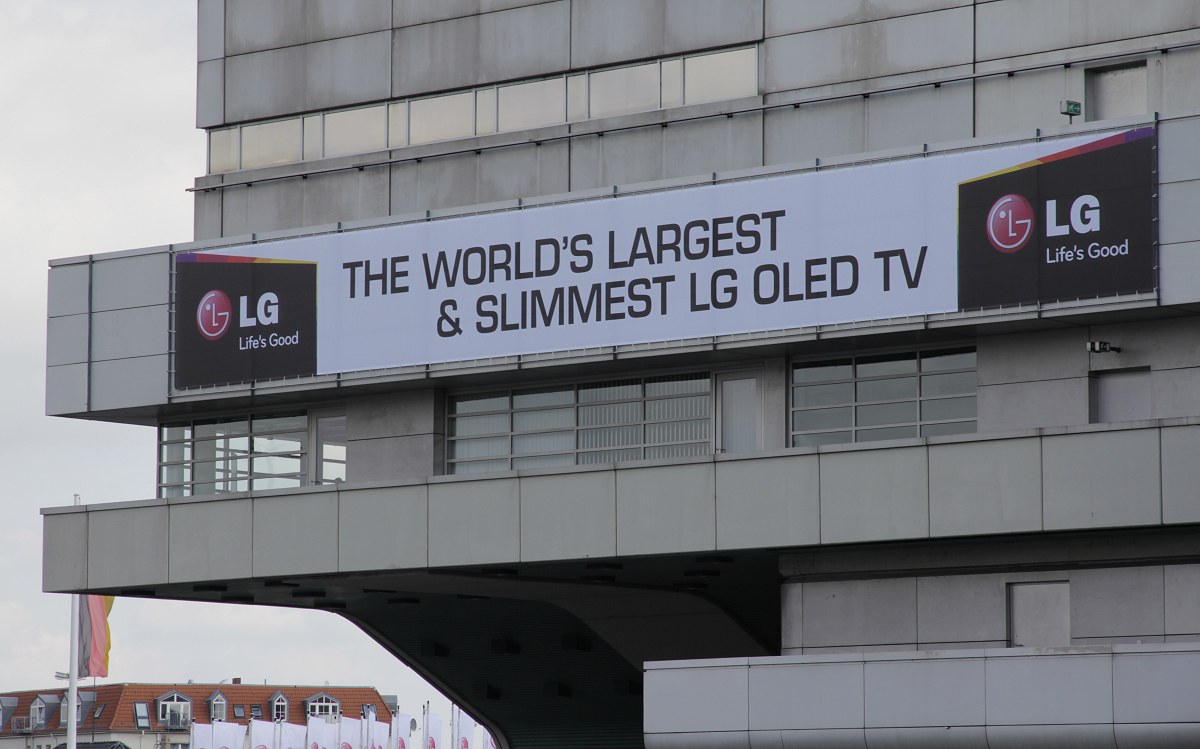 LG
Life's Good
THE WORLD'S LARGEST
& SLIMMEST LG OLED TV
LG
Life's Good